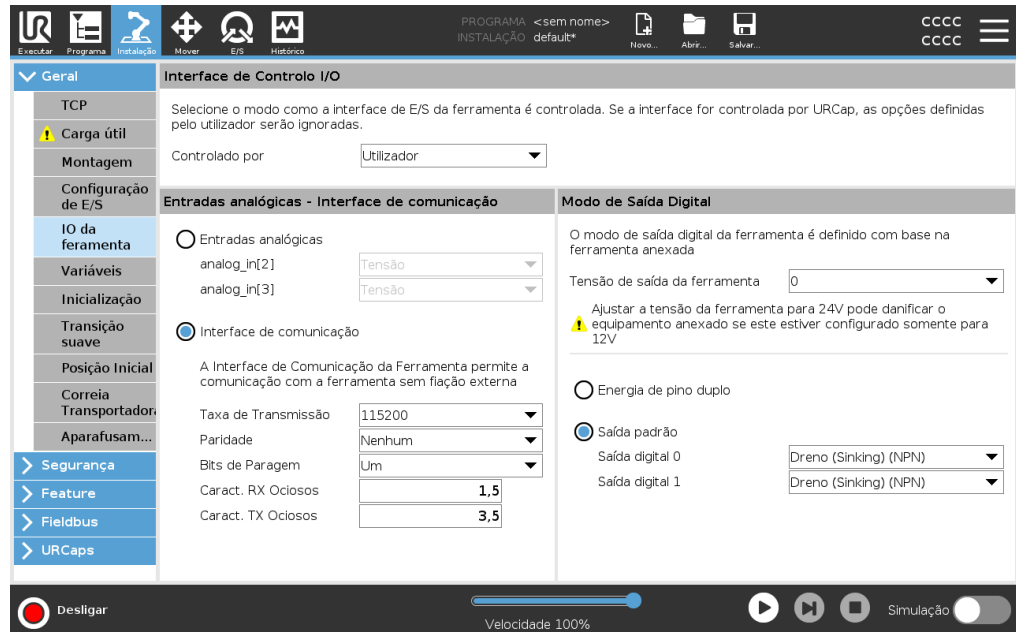 PROGRAMA <sem nome>
INSTALAÇÃO default*
UR
Executar
Programa
Instalação
Mover
E/S
Histórico
Novo...
Abrir...
Salvar...
CCCC
CCCC
Geral
TCP
Carga útil
Montagem
Configuração
de E/S
IO da
feramenta
Variáveis
Inicialização
Transição
suave
Posição Inicial
Correia
Transportador
Aparafusam...
Segurança
Feature
Fieldbus
URCaps
Interface de Controlo I/O
Selecione o modo como a interface de E/S da ferramenta é controlada. Se a interface for controlada por URCap, as opções definidas
pelo utilizador serão ignoradas.
Controlado por Utilizador
Entradas analógicas - Interface de comunicação
Entradas analógicas
analog_in[2] Tensão
analog_in[3] Tensão
Interface de comunicação
A Interface de Comunicação da Ferramenta permite a
comunicação com a ferramenta sem fiação externa
Taxa de Transmissão 115200
Paridade Nenhum
Bits de Paragem Um
Caract. RX Ociosos 1,5
Caract. TX Ociosos 3,5
Modo de Saída Digital
O modo de saída digital da ferramenta é definido com base na
ferramenta anexada
Tensão de saída da ferramenta 0
Ajustar a tensão da ferramenta para 24V pode danificar o
equipamento anexado se este estiver configurado somente para
12V
Energia de pino duplo
Saída padrão
Saída digital 0 Dreno (Sinking) (NPN)
Saída digital 1 Dreno (Sinking) (NPN)
Desligar
Velocidade 100%
Simulação